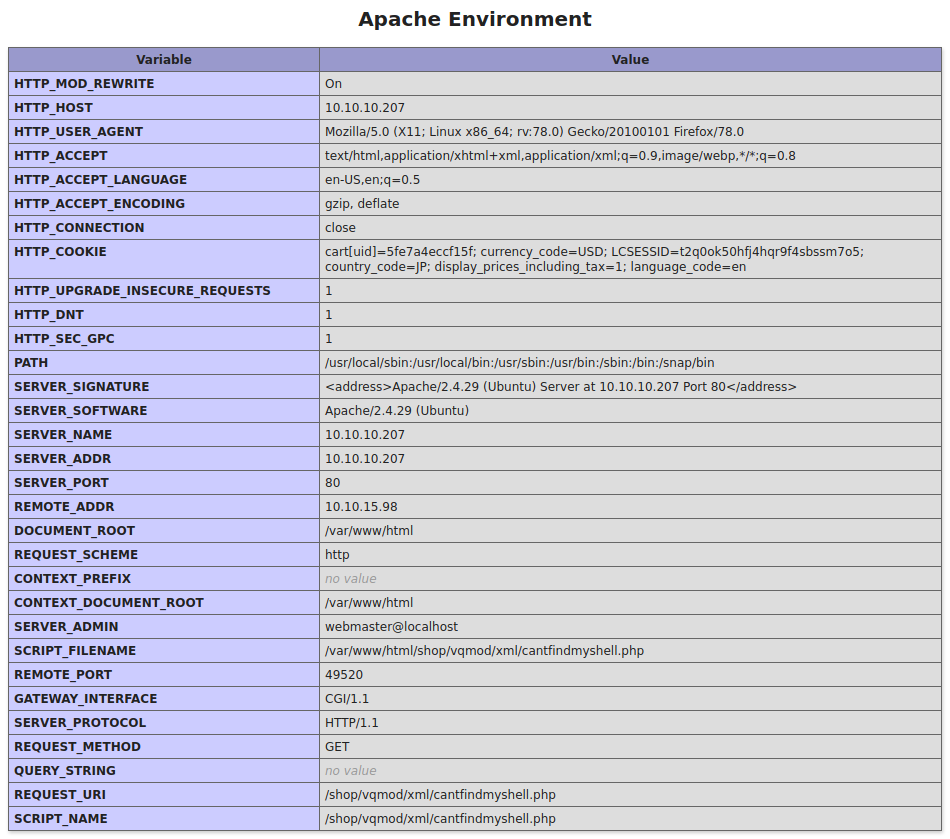 Apache Environment
Variable Value
HTTP_MOD_REWRITE On
HTTP_HOST 10.10.10.207
HTTP_USER_AGENT Mozilla/5.0 (X11; Linux x86_64; rv:78.0) Gecko/20100101 Firefox/78.0
HTTP_ACCEPT text/html,application/xhtml+xml,application/xml;q=0.9,image/webp,*/*;q=0.8
HTTP_ACCEPT_LANGUAGE en-US,en;q=0.5
HTTP_ACCEPT_ENCODING gzip, deflate
HTTP_CONNECTION close
HTTP_COOKIE cart[uid]=5fe7a4eccf15f; currency_code=USD; LCSESSID=t2q0ok50hfj4hqr9f4sbssm7o5;
country_code=JP; display_prices_including_tax=1; language_code=en
HTTP_UPGRADE_INSECURE_REQUESTS 1
HTTP_DNT 1
HTTP_SEC_GPC 1
PATH /usr/local/sbin:/usr/local/bin:/usr/sbin:/usr/bin:/sbin:/bin:/snap/bin
SERVER_SIGNATURE <address>Apache/2.4.29 (Ubuntu) Server at 10.10.10.207 Port 80</address>
SERVER_SOFTWARE Apache/2.4.29 (Ubuntu)
SERVER_NAME 10.10.10.207
SERVER_ADDR 10.10.10.207
SERVER_PORT 80
REMOTE_ADDR 10.10.15.98
DOCUMENT_ROOT /var/www/html
REQUEST_SCHEME http
CONTEXT_PREFIX no value
CONTEXT_DOCUMENT_ROOT /var/www/html
SERVER_ADMIN webmaster@localhost
SCRIPT_FILENAME /var/www/html/shop/vqmod/xml/cantfindmyshell.php
REMOTE_PORT 49520
GATEWAY_INTERFACE CGI/1.1
SERVER_PROTOCOL HTTP/1.1
REQUEST_METHOD GET
QUERY_STRING no value
REQUEST_URI /shop/vqmod/xml/cantfindmyshell.php
SCRIPT_NAME /shop/vqmod/xml/cantfindmyshell.php